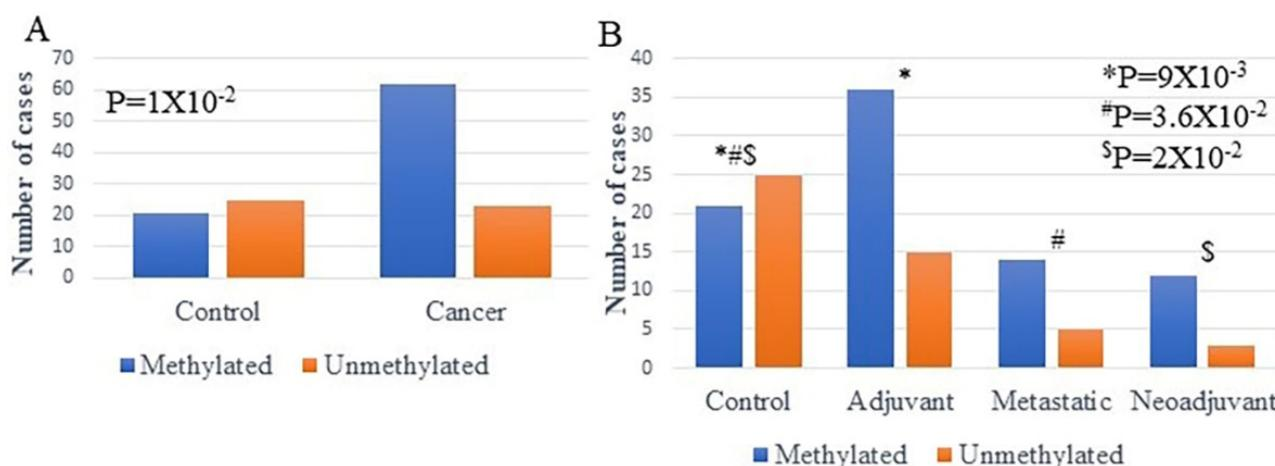 A
Number of cases
70
60
50
40
30
20
10
0
P=1X10⁻²
Control Cancer
Methylated Unmethylated
B
Number of cases
40
35
30
25
20
15
10
5
0
*#$
*
#
$
*P=9X10⁻³
#P=3.6X10⁻²
$P=2X10⁻²
Control Adjuvant Metastatic Neoadjuvant
Methylated Unmethylated